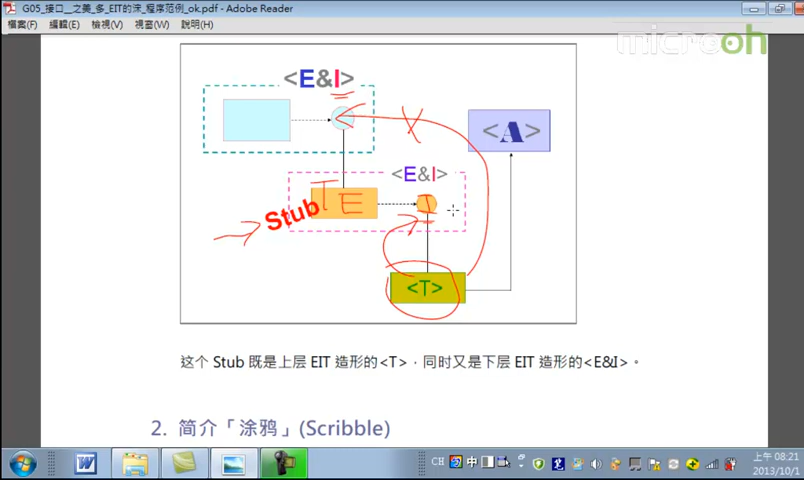 G05_接口__之美_多_EIT的沫_程序范例_ok.pdf - Adobe Reader
檔案(F) 編輯(E) 檢視(V) 視窗(W) 說明(H)
microoh
<E&I>
<A>
<E&I>
T E I
Stub
<T>
这个 Stub 既是上层 EIT 造形的<T>，同时又是下层 EIT 造形的<E&I>。
2. 简介「涂鸦」(Scribble)
CH 中
上午 08:21
2013/10/1